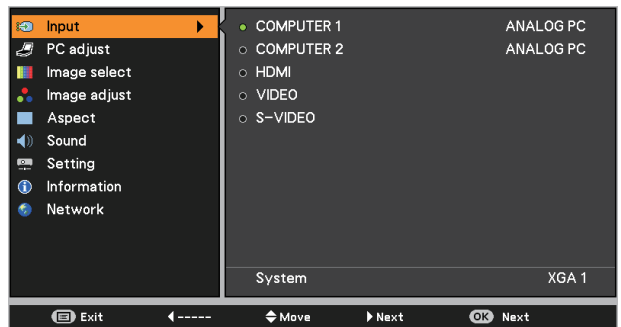 Input
PC adjust
Image select
Image adjust
Aspect
Sound
Setting
Information
Network
COMPUTER 1 ANALOG PC
COMPUTER 2 ANALOG PC
HDMI
VIDEO
S-VIDEO
System XGA 1
Exit ----- Move Next OK Next